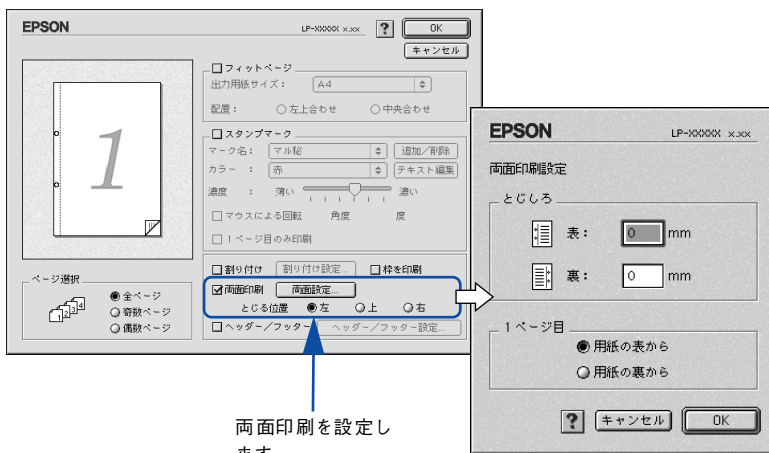 EPSON
LP-XXXXX x.xx
?
OK
キャンセル
1
フィットページ
出力用紙サイズ：
A4
配置：
左上合わせ
中央合わせ
スタンプマーク
マーク名：
マル秘
追加／削除
カラー ：
赤
テキスト編集
濃度 ：
薄い
濃い
マウスによる回転
角度
度
1ページ目のみ印刷
ページ選択
1 2 3 4
全ページ
奇数ページ
偶数ページ
割り付け
割り付け設定...
枠を印刷
両面印刷
両面設定...
とじる位置
左
上
右
ヘッダー／フッター
ヘッダー／フッター設定...
両面印刷を設定し
ます
EPSON
LP-XXXXX x.xx
両面印刷設定
とじしろ
表：
0
mm
裏：
0
mm
1ページ目
用紙の表から
用紙の裏から
?
キャンセル
OK